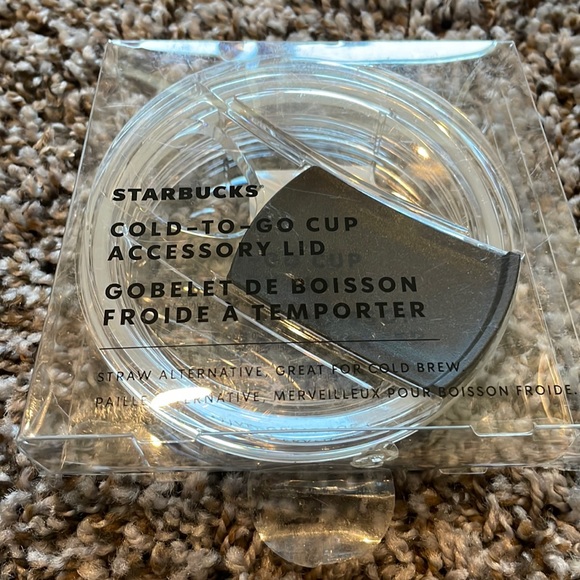 STARBUCKS
COLD-TO-GO CUP
ACCESSORY LID
GOBELET DE BOISSON
FROIDE A TEMPORTER
STRAW ALTERNATIVE. GREAT FOR COLD BREW
PAILLE MERVEILLEUX POUR BOISSON FROIDE.